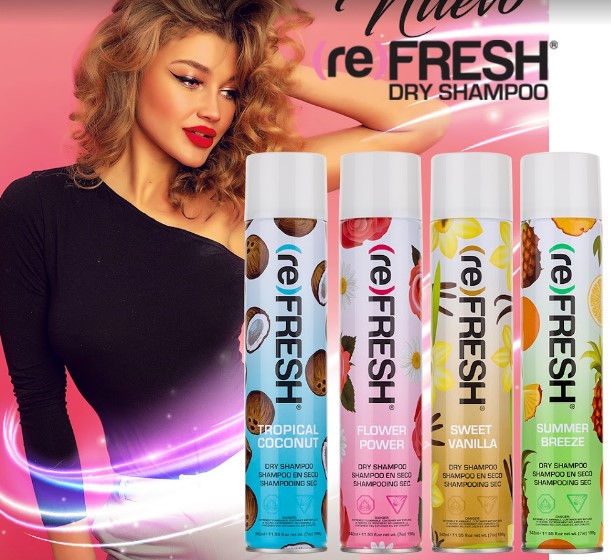 Nuevo
(re)FRESH®
DRY SHAMPOO
(re)FRESH®
TROPICAL
COCONUT
DRY SHAMPOO
SHAMPOO EN SECO
SHAMPOOING SEC
(re)FRESH®
FLOWER
POWER
DRY SHAMPOO
SHAMPOO EN SECO
SHAMPOOING SEC
(re)FRESH®
SWEET
VANILLA
DRY SHAMPOO
SHAMPOO EN SECO
SHAMPOOING SEC
(re)FRESH®
SUMMER
BREEZE
DRY SHAMPOO
SHAMPOO EN SECO
SHAMPOOING SEC